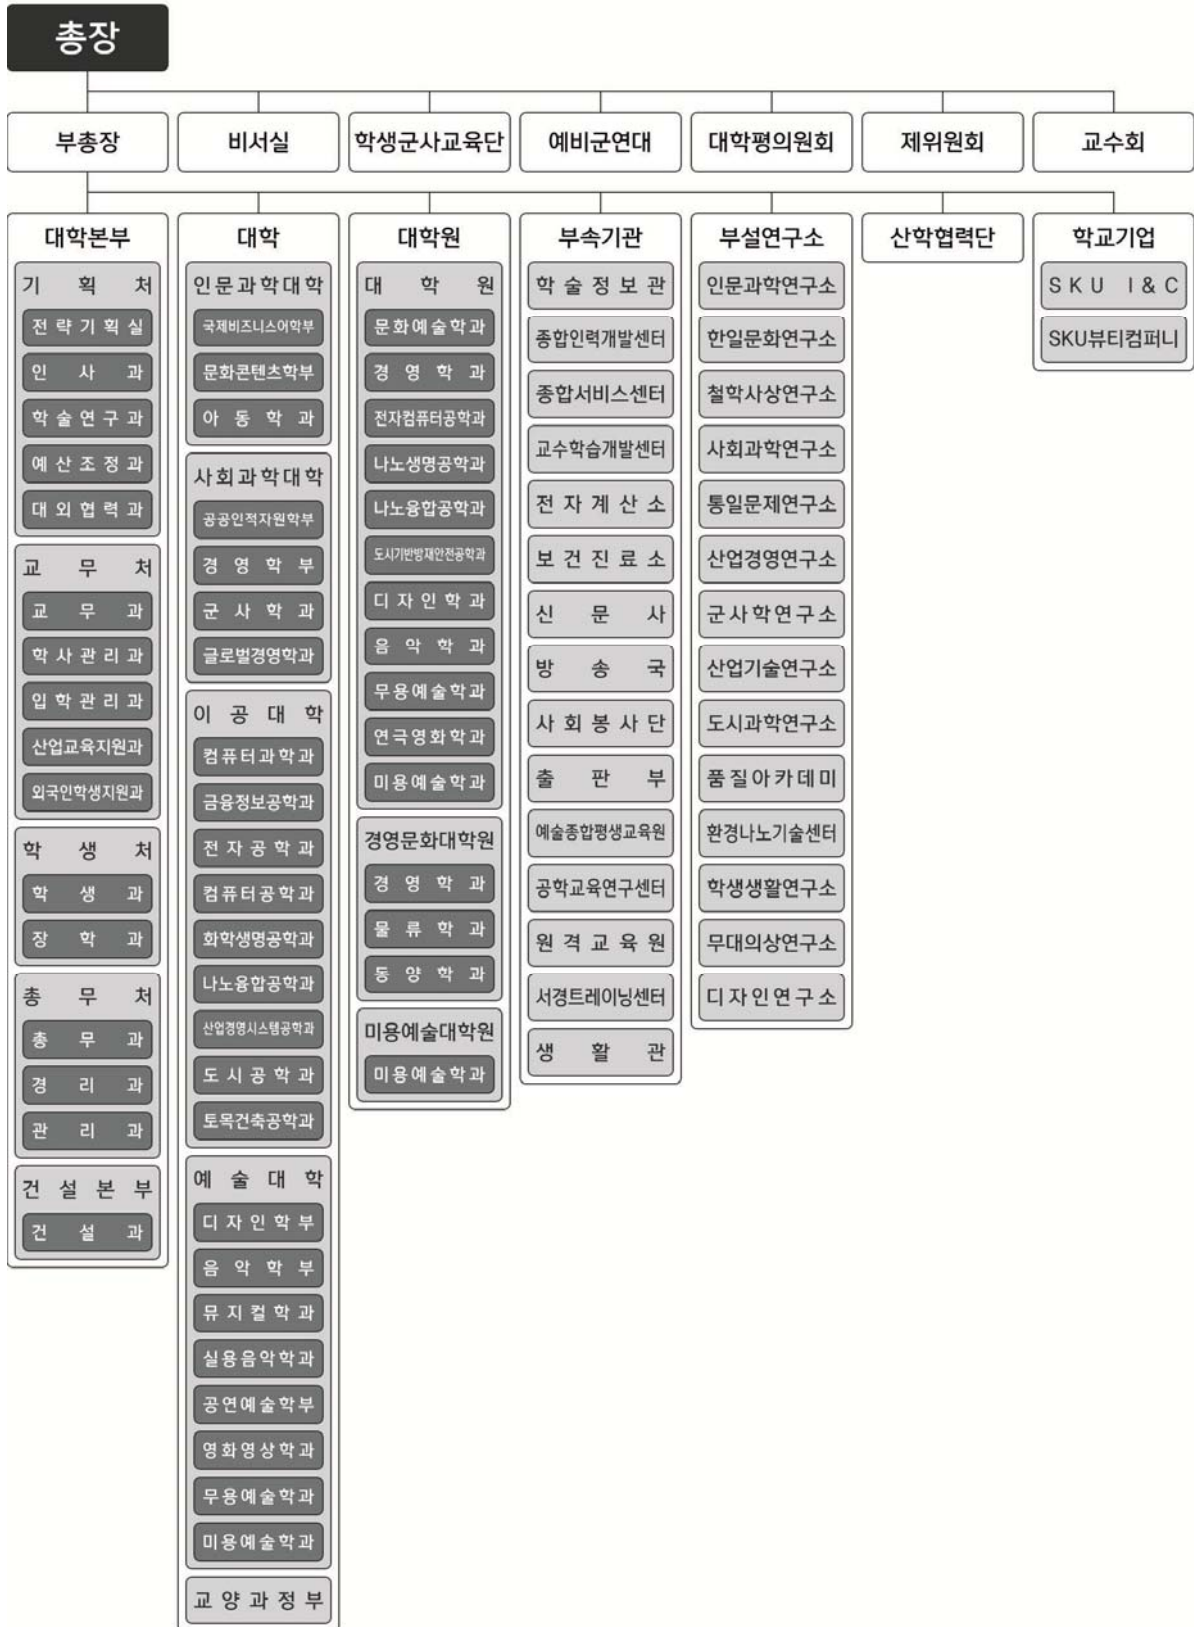 총장
부총장
비서실
학생군사교육단
예비군연대
대학평의원회
제위원회
교수회
대학본부
기획처
전략기획실
인사과
학술연구과
예산조정과
대외협력과
교무처
교무과
학사관리과
입학관리과
산업교육지원과
외국인학생지원과
학생처
학생과
장학과
총무처
총무과
경리과
관리과
건설본부
건설과
대학
인문과학대학
국제비즈니스어학부
문화콘텐츠학부
아동학과
사회과학대학
공공인적자원학부
경영학부
군사학과
글로벌경영학과
이공대학
컴퓨터과학과
금융정보공학과
전자공학과
컴퓨터공학과
화학생명공학과
나노융합공학과
산업경영시스템공학과
도시공학과
토목건축공학과
예술대학
디자인학부
음악학부
뮤지컬학과
실용음악학과
공연예술학부
영화영상학과
무용예술학과
미용예술학과
교양과정부
대학원
대학원
문화예술학과
경영학과
전자컴퓨터공학과
나노생명공학과
나노융합공학과
도시기반방재안전공학과
디자인학과
음악학과
무용예술학과
연극영화학과
미용예술학과
경영문화대학원
경영학과
물류학과
동양학과
미용예술대학원
미용예술학과
부속기관
학술정보관
종합인력개발센터
종합서비스센터
교수학습개발센터
전자계산소
보건진료소
신문사
방송국
사회봉사단
출판부
예술종합평생교육원
공학교육연구센터
원격교육원
서경트레이닝센터
생활관
부설연구소
인문과학연구소
한일문화연구소
철학사상연구소
사회과학연구소
통일문제연구소
산업경영연구소
군사학연구소
산업기술연구소
도시과학연구소
품질아카데미
환경나노기술센터
학생생활연구소
무대의상연구소
디자인연구소
산학협력단
학교기업
SKU I&C
SKU뷰티컴퍼니